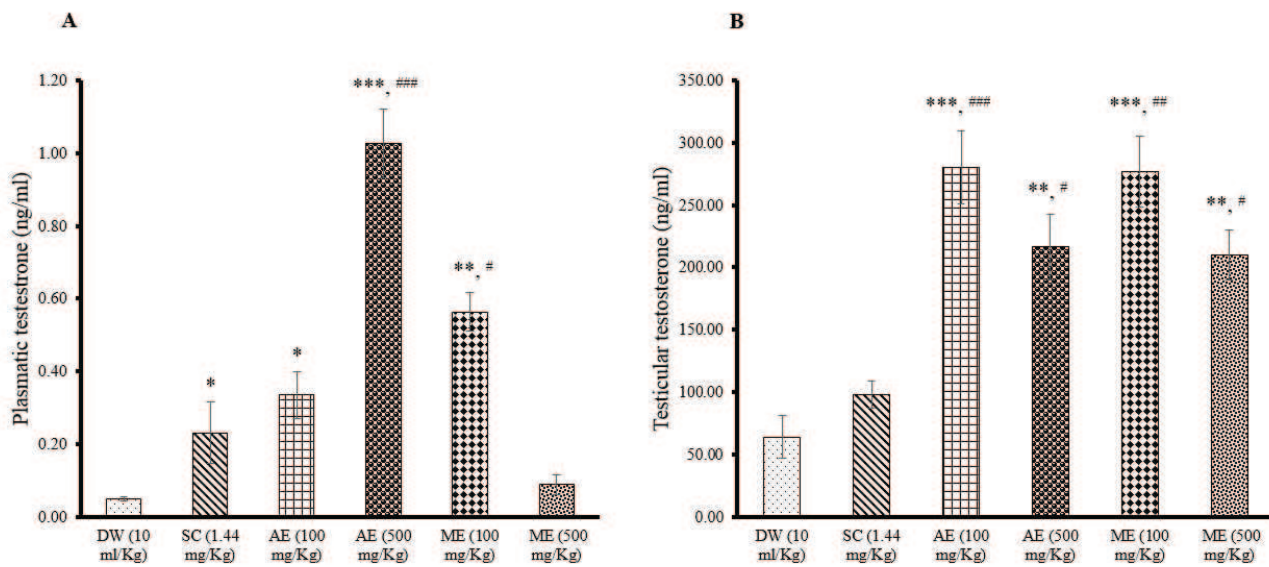 A
Plasmatic testestrone (ng/ml)
1.20
1.00
0.80
0.60
0.40
0.20
0.00
*
*
***, ###
**, #
DW (10 ml/Kg)
SC (1.44 mg/Kg)
AE (100 mg/Kg)
AE (500 mg/Kg)
ME (100 mg/Kg)
ME (500 mg/Kg)
B
Testicular testosterone (ng/ml)
350.00
300.00
250.00
200.00
150.00
100.00
50.00
0.00
***, ###
**, #
***, ##
**, #
DW (10 ml/Kg)
SC (1.44 mg/Kg)
AE (100 mg/Kg)
AE (500 mg/Kg)
ME (100 mg/Kg)
ME (500 mg/Kg)